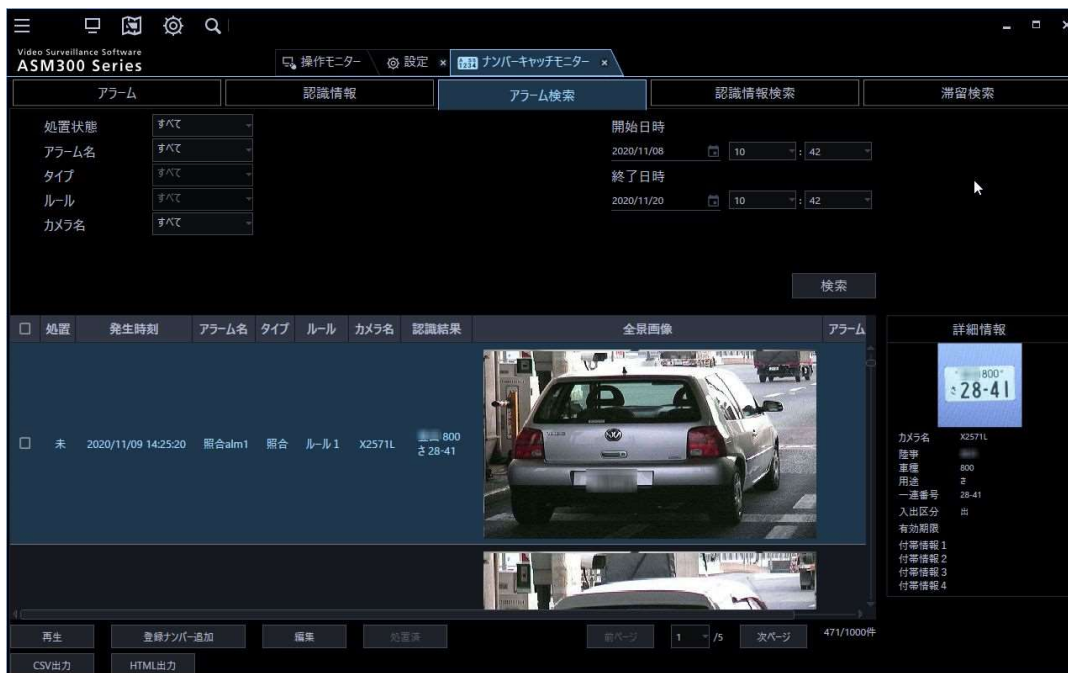 Video Surveillance Software
ASM300 Series
操作モニター
設定
ナンバーキャッチモニター
アラーム
認識情報
アラーム検索
認識情報検索
滞留検索
処置状態 すべて
アラーム名 すべて
タイプ すべて
ルール すべて
カメラ名 すべて
開始日時
2020/11/08 10 : 42
終了日時
2020/11/20 10 : 42
検索
処置 発生時刻 アラーム名 タイプ ルール カメラ名 認識結果 全景画像 アラーム
未 2020/11/09 14:25:20 照合alm1 照合 ルール1 X2571L 800
さ 28-41
詳細情報
800
さ 28-41
カメラ名 X2571L
陸事
車種 800
用途 さ
一連番号 28-41
入出区分 出
有効期限
付帯情報1
付帯情報2
付帯情報3
付帯情報4
再生 登録ナンバー追加 編集 処置済 前ページ 1 /5 次ページ 471/1000件
CSV出力 HTML出力